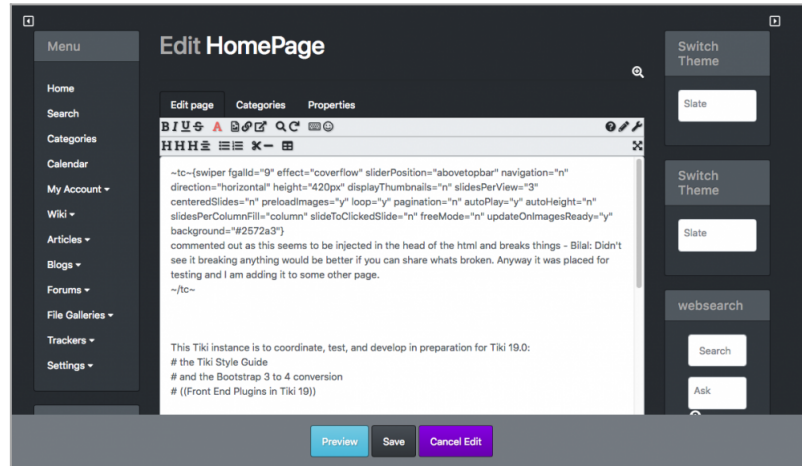 Menu
Home
Search
Categories
Calendar
My Account
Wiki
Articles
Blogs
Forums
File Galleries
Trackers
Settings
Edit HomePage
Edit page Categories Properties
B I U S A
H H H
~tc~{swiper fgalId="9" effect="coverflow" sliderPosition="abovetopbar" navigation="n"
direction="horizontal" height="420px" displayThumbnails="n" slidesPerView="3"
centeredSlides="n" preloadImages="y" loop="y" pagination="n" autoPlay="y" autoHeight="n"
slidesPerColumnFill="column" slideToClickedSlide="n" freeMode="n" updateOnImagesReady="y"
background="#2572a3"}
commented out as this seems to be injected in the head of the html and breaks things - Bilal: Didn't
see it breaking anything would be better if you can share whats broken. Anyway it was placed for
testing and I am adding it to some other page.
~/tc~
This Tiki instance is to coordinate, test, and develop in preparation for Tiki 19.0:
# the Tiki Style Guide
# and the Bootstrap 3 to 4 conversion
# ((Front End Plugins in Tiki 19))
Switch
Theme
Slate
Switch
Theme
Slate
websearch
Search
Ask
Preview Save Cancel Edit